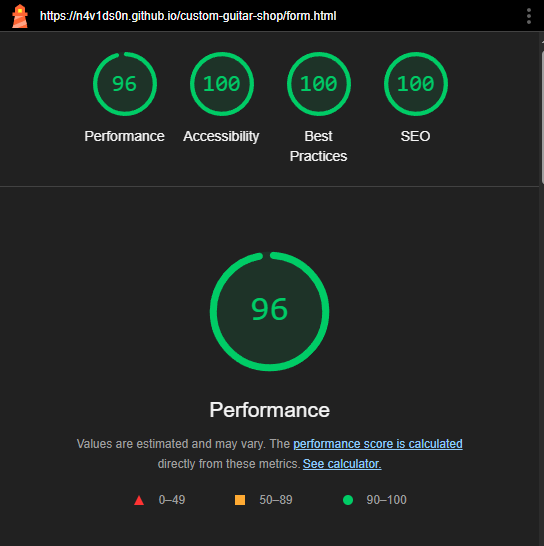 https://n4v1ds0n.github.io/custom-guitar-shop/form.html
96
100
100
100
Performance
Accessibility
Best
Practices
SEO
96
Performance
Values are estimated and may vary. The performance score is calculated
directly from these metrics. See calculator.
0–49
50–89
90–100